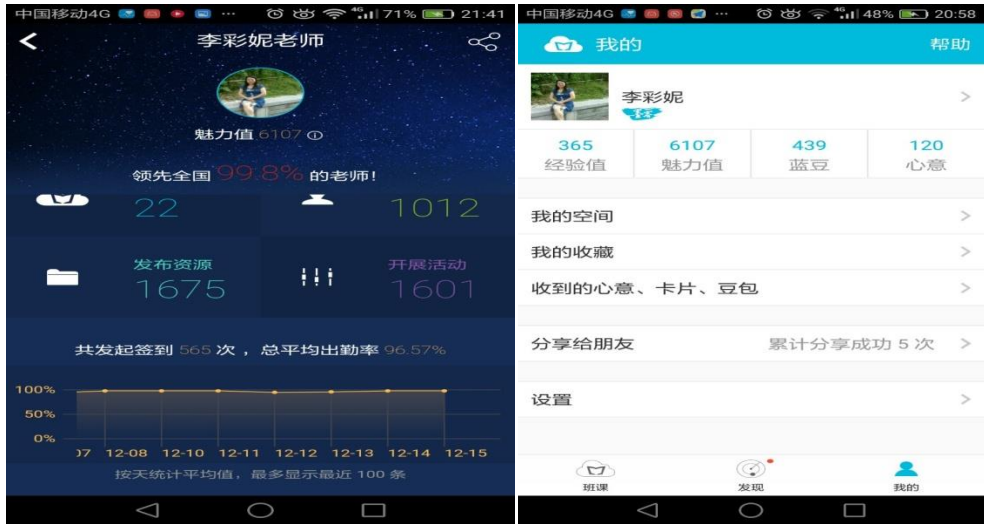 中国移动4G ... 4G 71% 21:41
李彩妮老师
魅力值 6107
领先全国 99.8% 的老师!
22 1012
发布资源 开展活动
1675 1601
共发起签到 565 次，总平均出勤率 96.57%
100%
50%
0%
07 12-08 12-10 12-11 12-12 12-13 12-14 12-15
按天统计平均值，最多显示最近 100 条
中国移动4G ... 4G 48% 20:58
我的 帮助
李彩妮
365 6107 439 120
经验值 魅力值 蓝豆 心意
我的空间
我的收藏
收到的心意、卡片、豆包
分享给朋友 累计分享成功 5 次
设置
班课 发现 我的